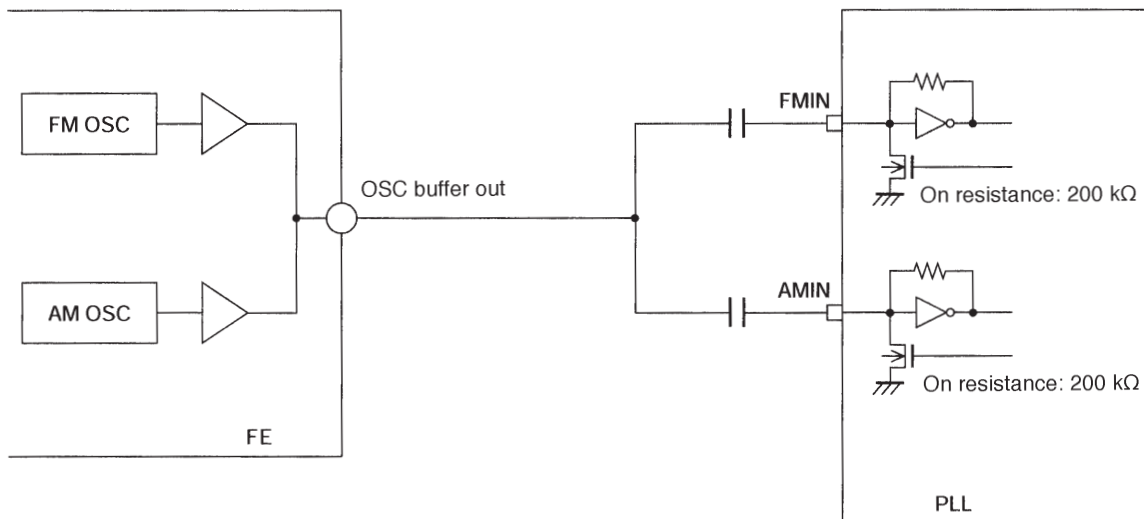 FM OSC
AM OSC
FE
OSC buffer out
FMIN
AMIN
On resistance: 200 kΩ
On resistance: 200 kΩ
PLL